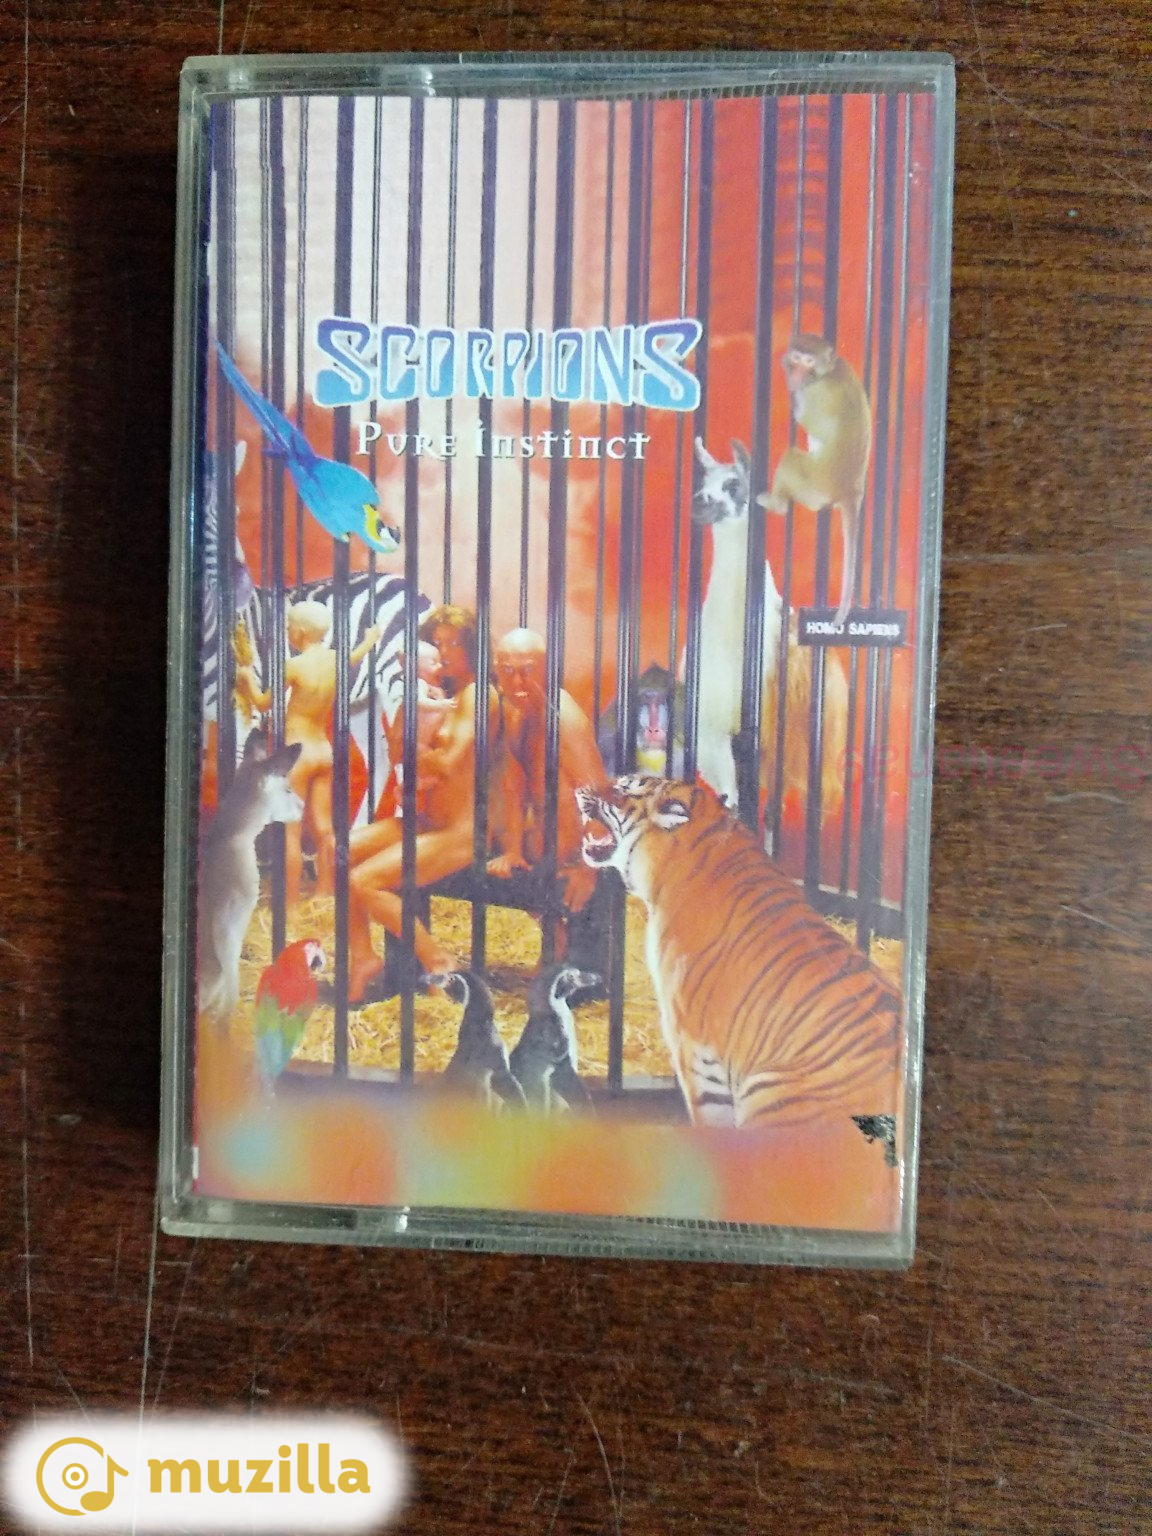 SCORPIONS
Pure Instinct
HOMO SAPIENS
muzilla